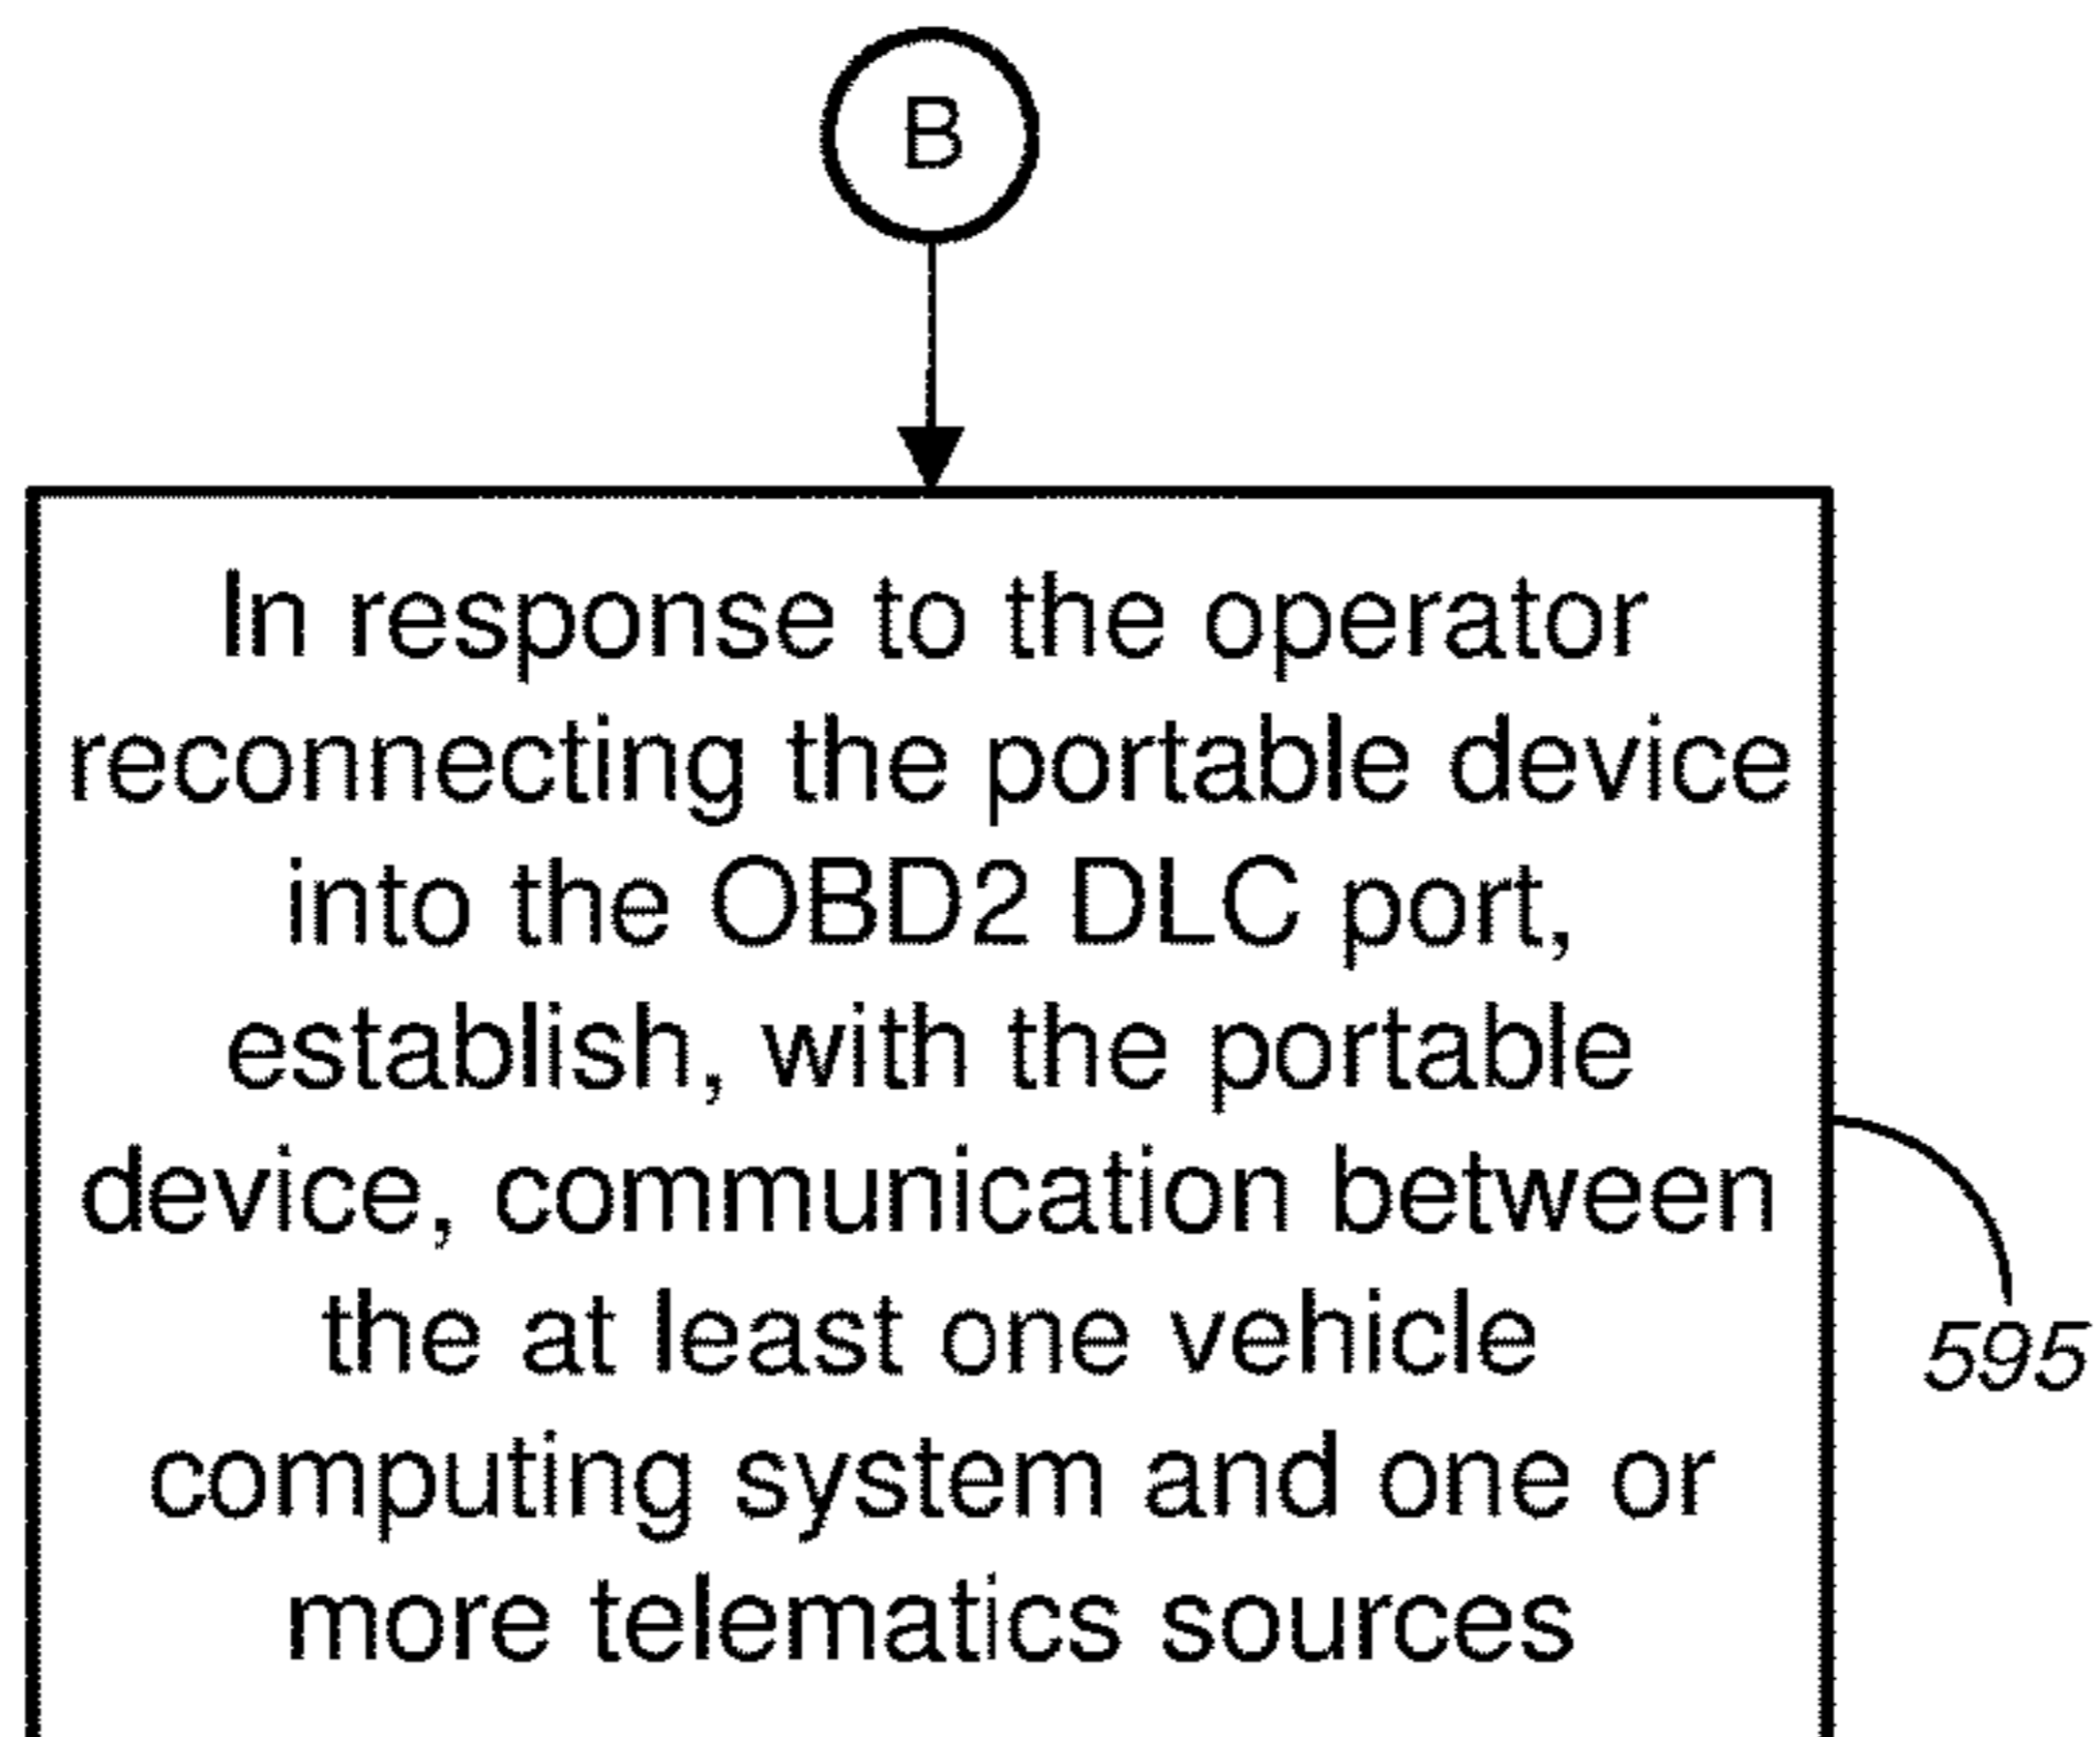 B
In response to the operator
reconnecting the portable device
into the OBD2 DLC port,
establish, with the portable
device, communication between
the at least one vehicle
computing system and one or
more telematics sources
595